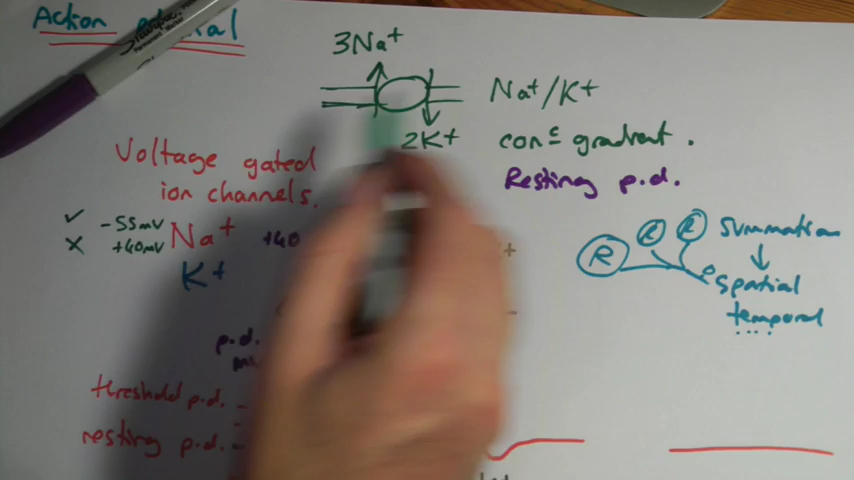 Action
Sharpie
3Na+
Na+/K+
2K+
conc gradient.
Resting p.d.
Voltage gated
ion channels.
✓ -55mV
✗ +40mV
Na+
+40
K+
R
R
R
summation
spatial
temporal
...
p.d.
threshold p.d.
resting p.d.